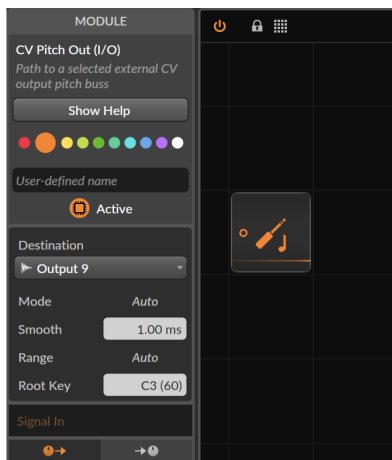 MODULE
CV Pitch Out (I/O)
Path to a selected external CV
output pitch buss
Show Help
User-defined name
Active
Destination
Output 9
Mode Auto
Smooth 1.00 ms
Range Auto
Root Key C3 (60)
Signal In